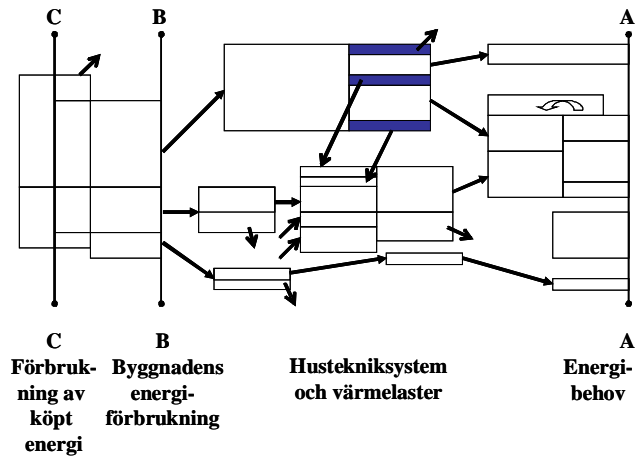 C
B
A
C
B
A
Förbruk-
ning av
köpt
energi
Byggnadens
energi-
förbrukning
Hustekniksystem
och värmelaster
Energi-
behov